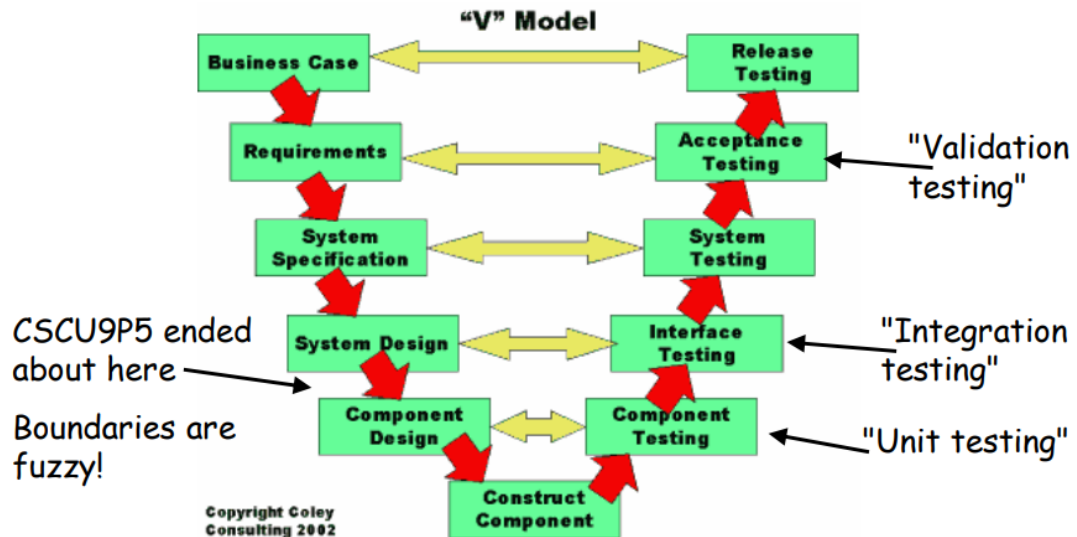 “V” Model
Business Case
Release
Testing
Requirements
Acceptance
Testing
"Validation
testing"
System
Specification
System
Testing
CSCU9P5 ended
about here
System Design
Interface
Testing
"Integration
testing"
Boundaries are
fuzzy!
Component
Design
Component
Testing
"Unit testing"
Construct
Component
Copyright Coley
Consulting 2002